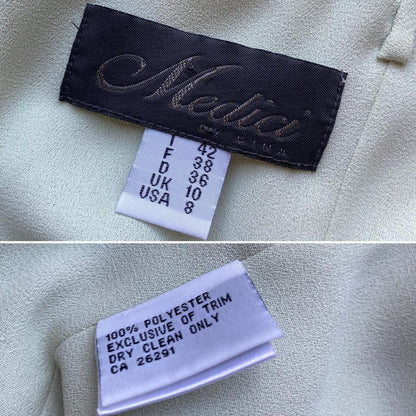 Medici
I 42
F 38
D 36
UK 10
USA 8
100% POLYESTER
EXCLUSIVE OF TRIM
DRY CLEAN ONLY
CA 26291